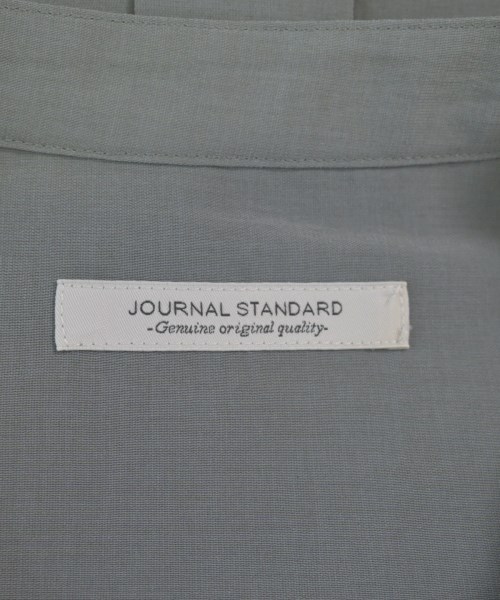 JOURNAL STANDARD
-Genuine original quality-